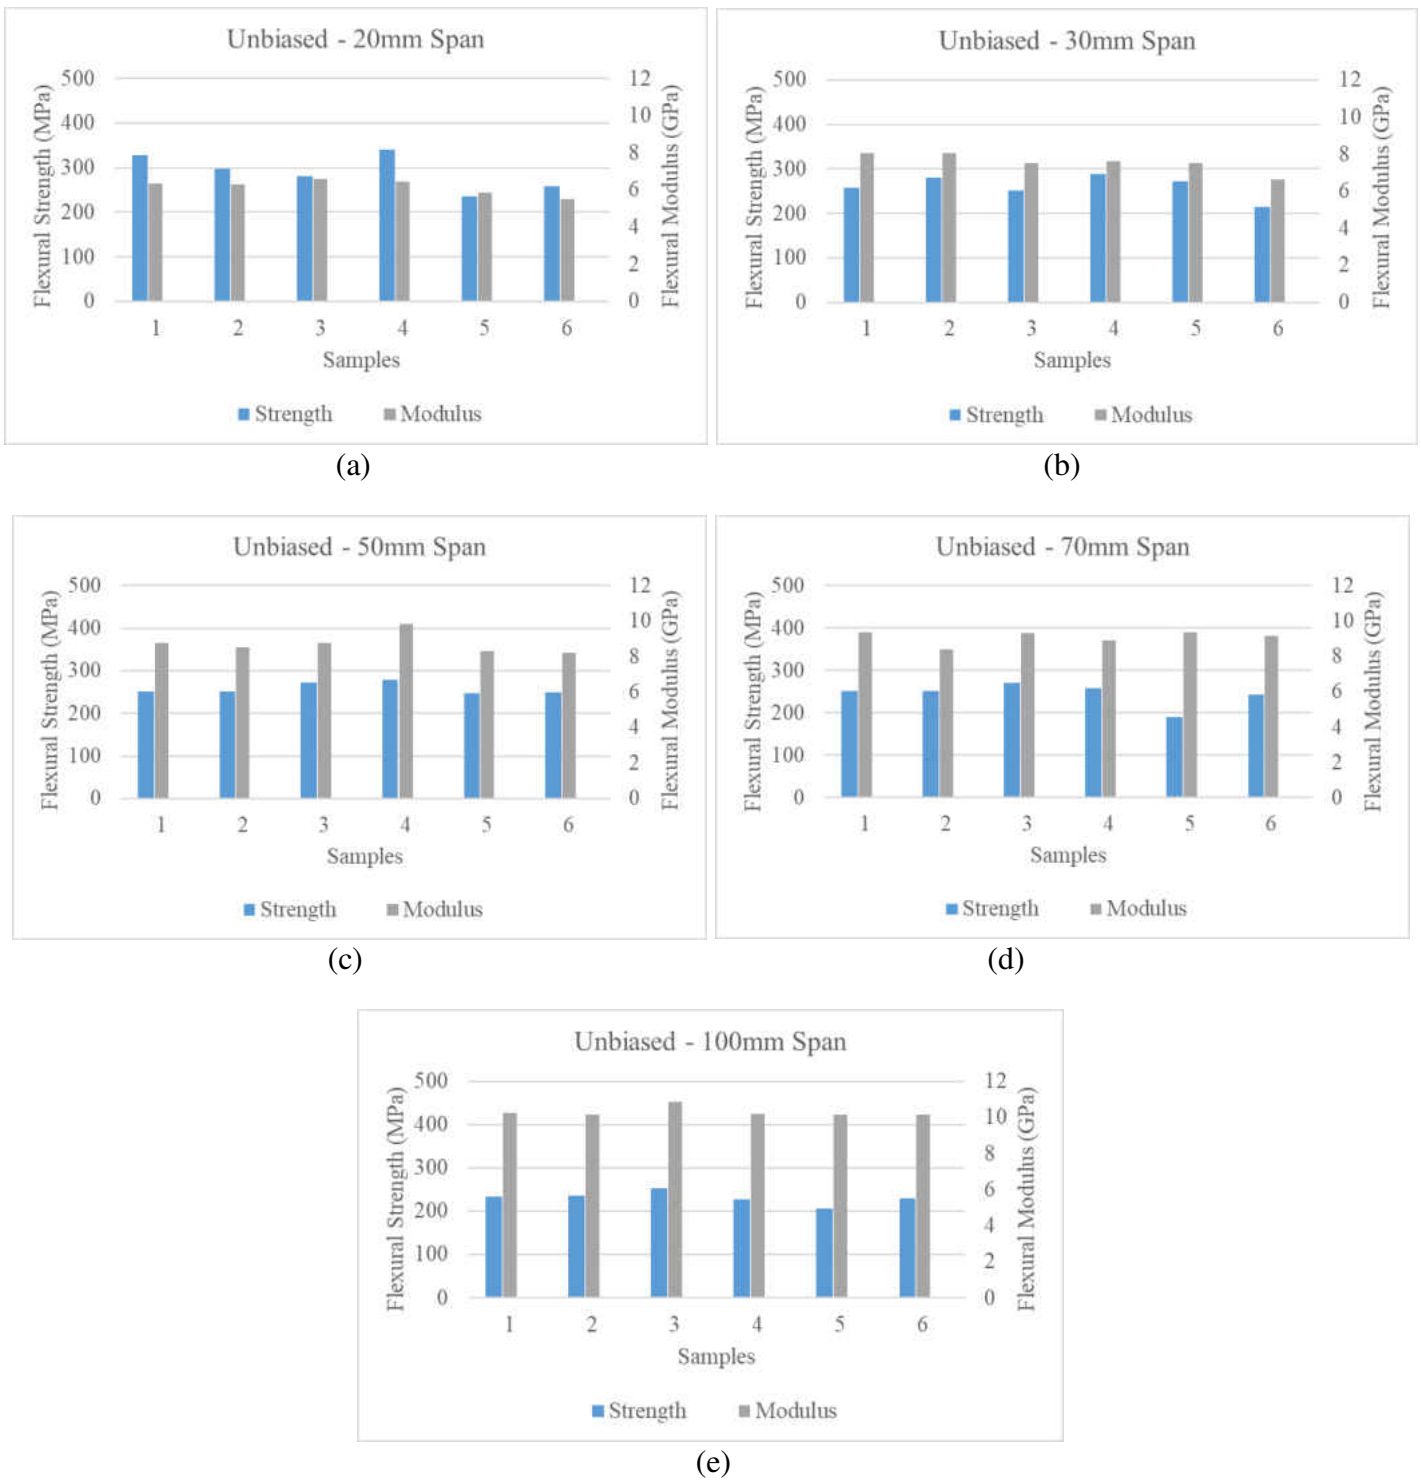 Unbiased - 20mm Span
Flexural Strength (MPa)
500
400
300
200
100
0
12
10
8
6
4
2
0
Flexural Modulus (GPa)
1 2 3 4 5 6
Samples
Strength Modulus
(a)
Unbiased - 30mm Span
Flexural Strength (MPa)
500
400
300
200
100
0
12
10
8
6
4
2
0
Flexural Modulus (GPa)
1 2 3 4 5 6
Samples
Strength Modulus
(b)
Unbiased - 50mm Span
Flexural Strength (MPa)
500
400
300
200
100
0
12
10
8
6
4
2
0
Flexural Modulus (GPa)
1 2 3 4 5 6
Samples
Strength Modulus
(c)
Unbiased - 70mm Span
Flexural Strength (MPa)
500
400
300
200
100
0
12
10
8
6
4
2
0
Flexural Modulus (GPa)
1 2 3 4 5 6
Samples
Strength Modulus
(d)
Unbiased - 100mm Span
Flexural Strength (MPa)
500
400
300
200
100
0
12
10
8
6
4
2
0
Flexural Modulus (GPa)
1 2 3 4 5 6
Samples
Strength Modulus
(e)